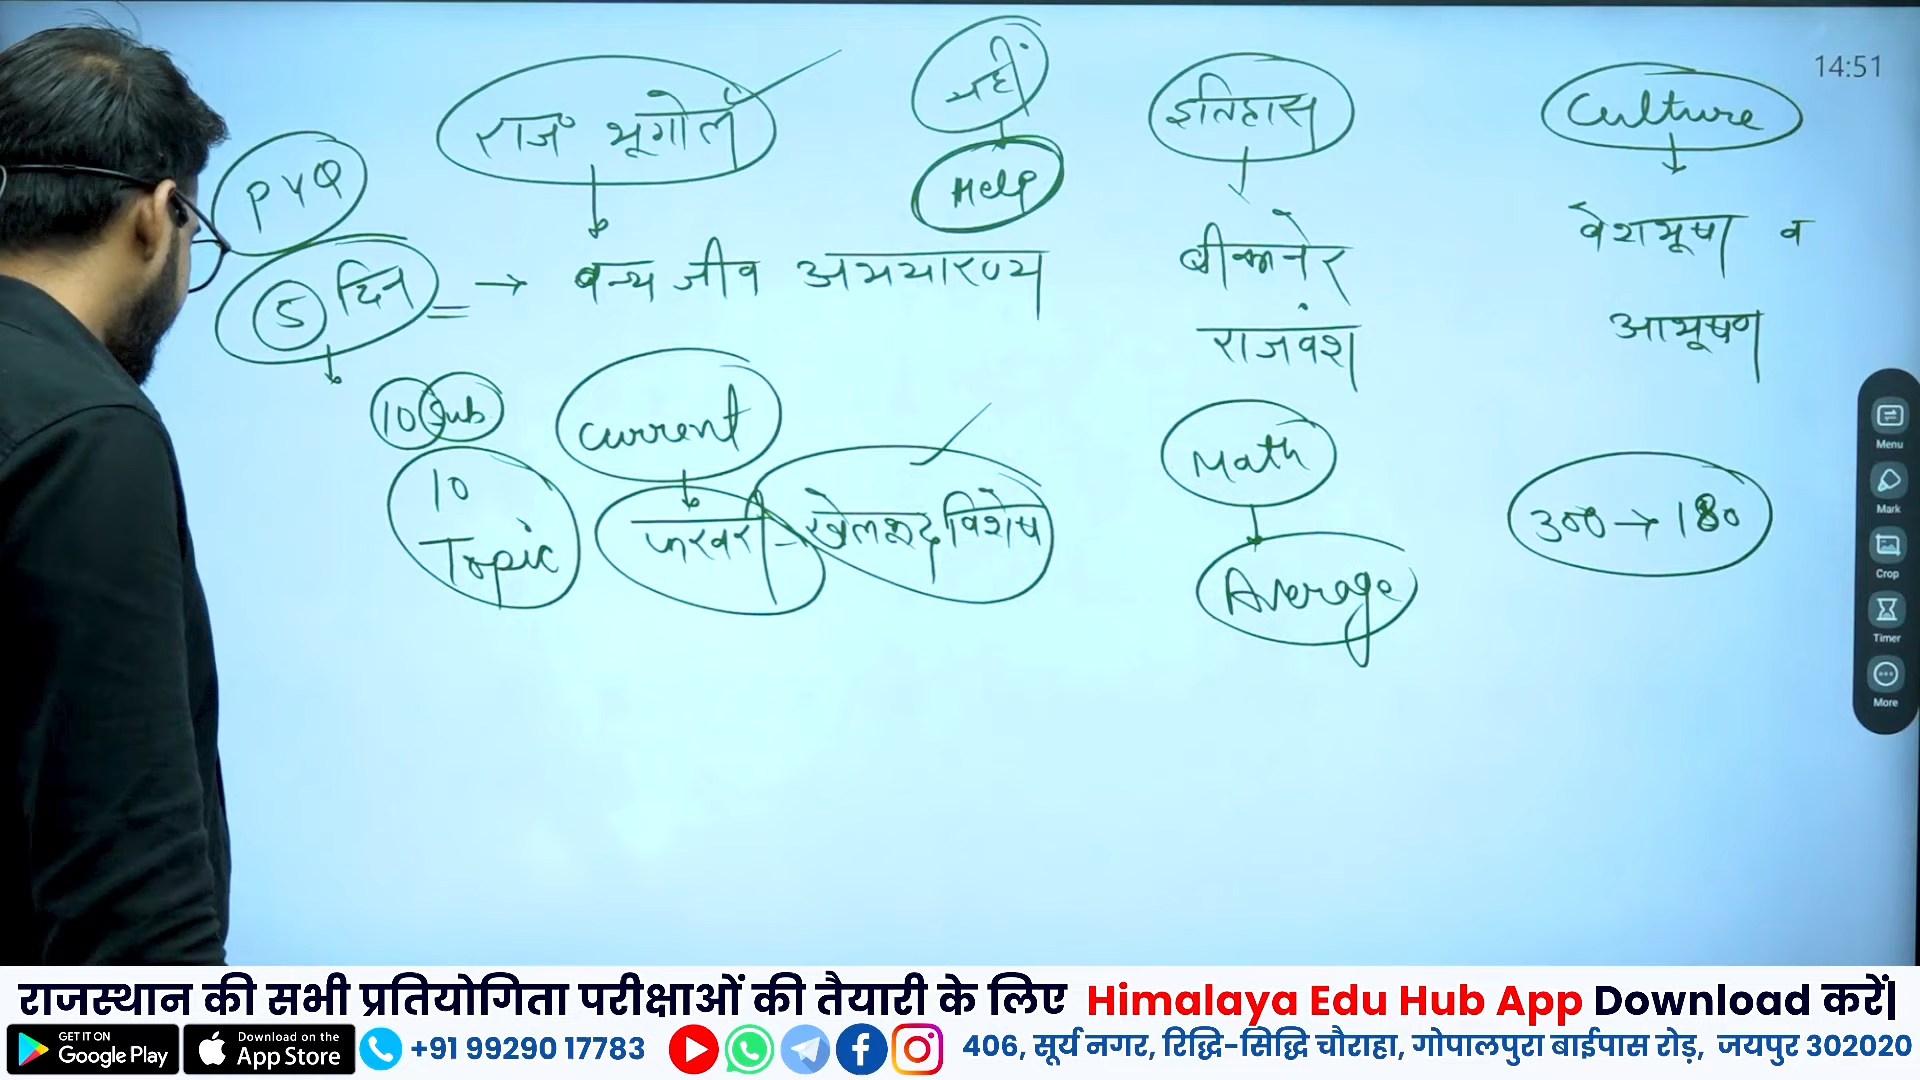 14:51
राज॰ भूगोल
यहीं
Help
इतिहास
Culture
PYQ
5 दिन → वन्य जीव अभयारण्य
बीकानेर
राजवंश
वेशभूषा व
आभूषण
10 Sub
10
Topic
Current
फरवरी - खेलकूद विशेष
Math
Average
300 → 180
Menu
Mark
Crop
Timer
More
राजस्थान की सभी प्रतियोगिता परीक्षाओं की तैयारी के लिए Himalaya Edu Hub App Download करें|
GET IT ON
Google Play
Download on the
App Store
+91 99290 17783
406, सूर्य नगर, रिद्धि-सिद्धि चौराहा, गोपालपुरा बाईपास रोड़, जयपुर 302020